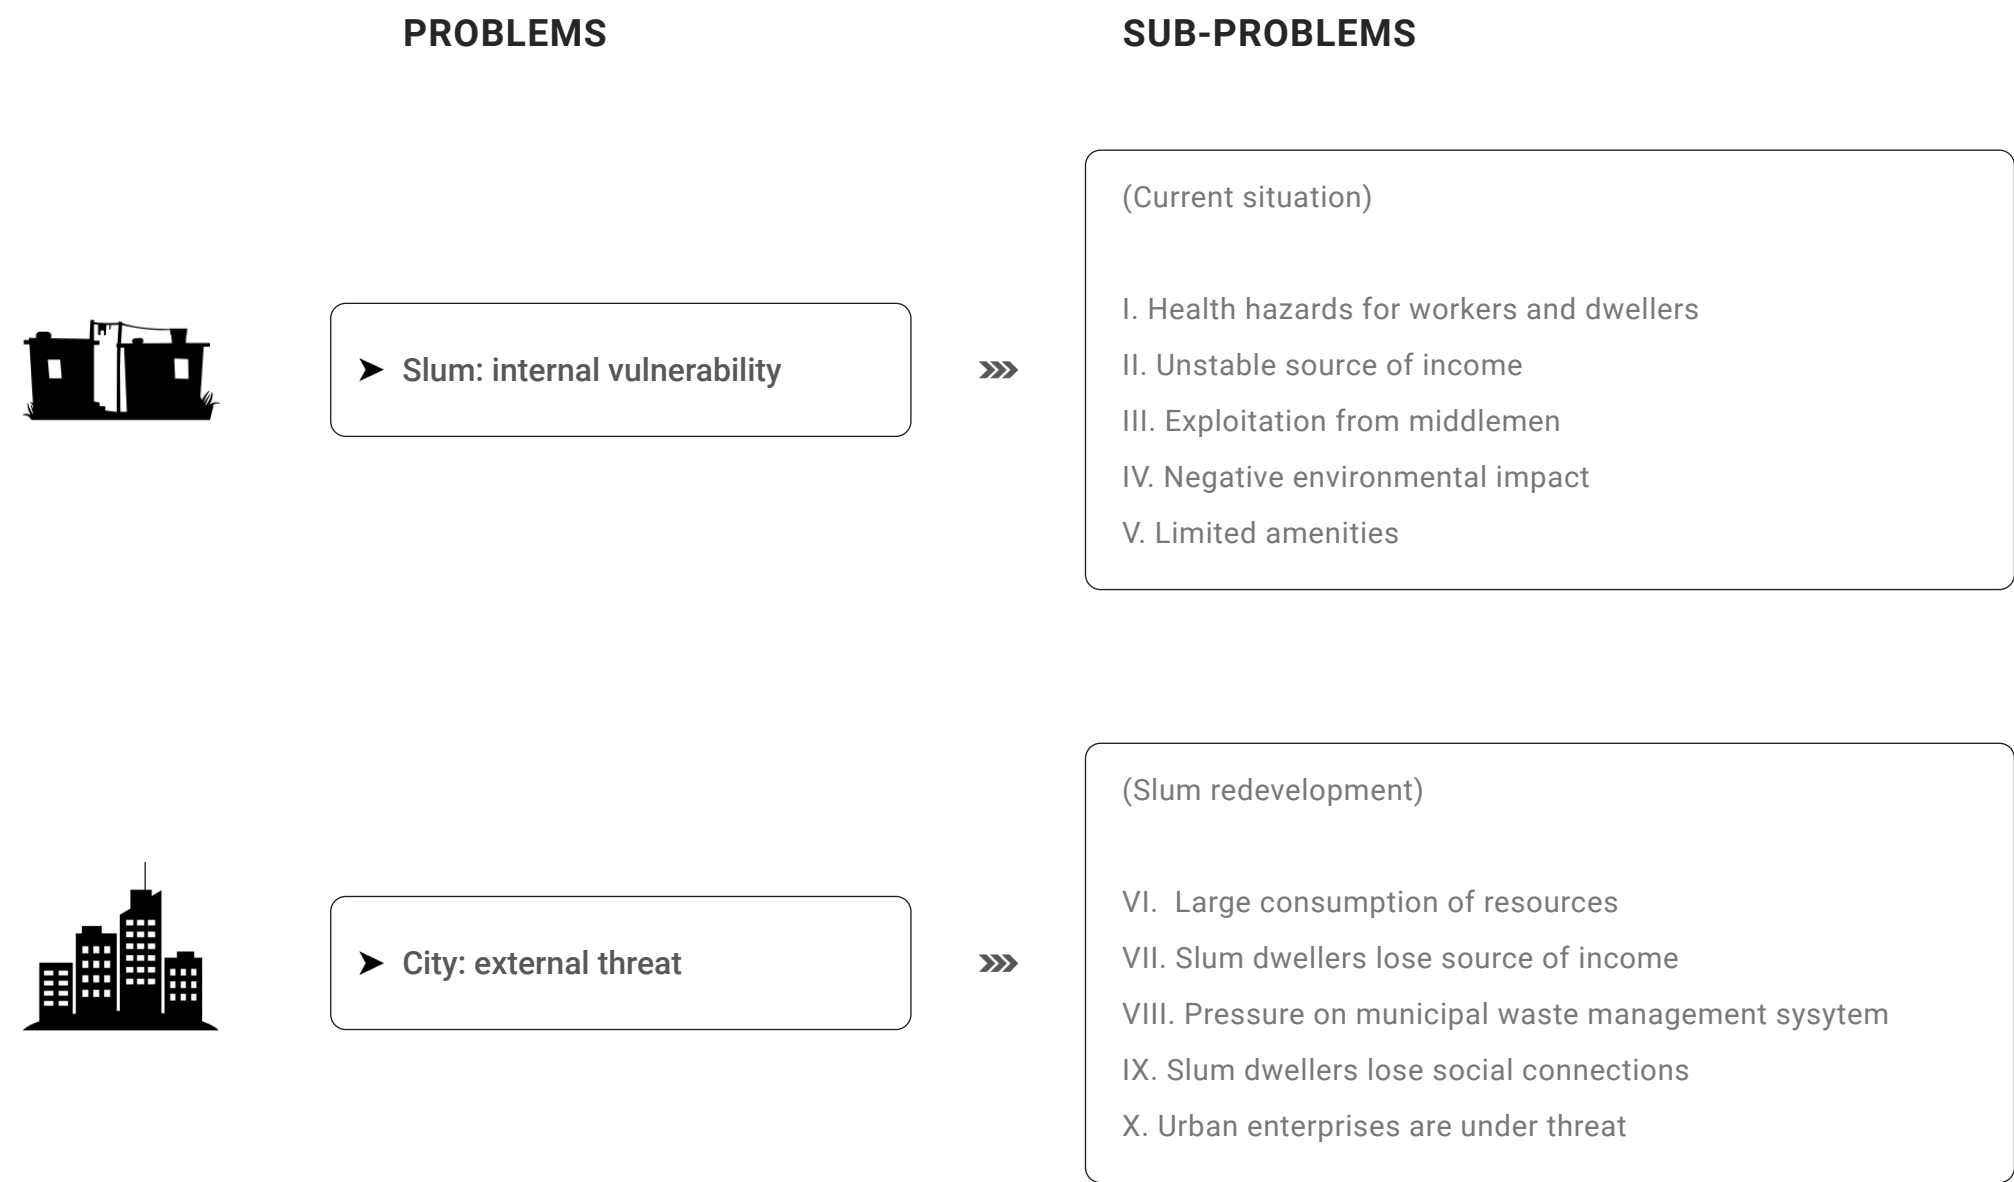 PROBLEMS
SUB-PROBLEMS
Slum: internal vulnerability
(Current situation)
I. Health hazards for workers and dwellers
II. Unstable source of income
III. Exploitation from middlemen
IV. Negative environmental impact
V. Limited amenities
City: external threat
(Slum redevelopment)
VI.  Large consumption of resources
VII. Slum dwellers lose source of income
VIII. Pressure on municipal waste management sysytem
IX. Slum dwellers lose social connections
X. Urban enterprises are under threat